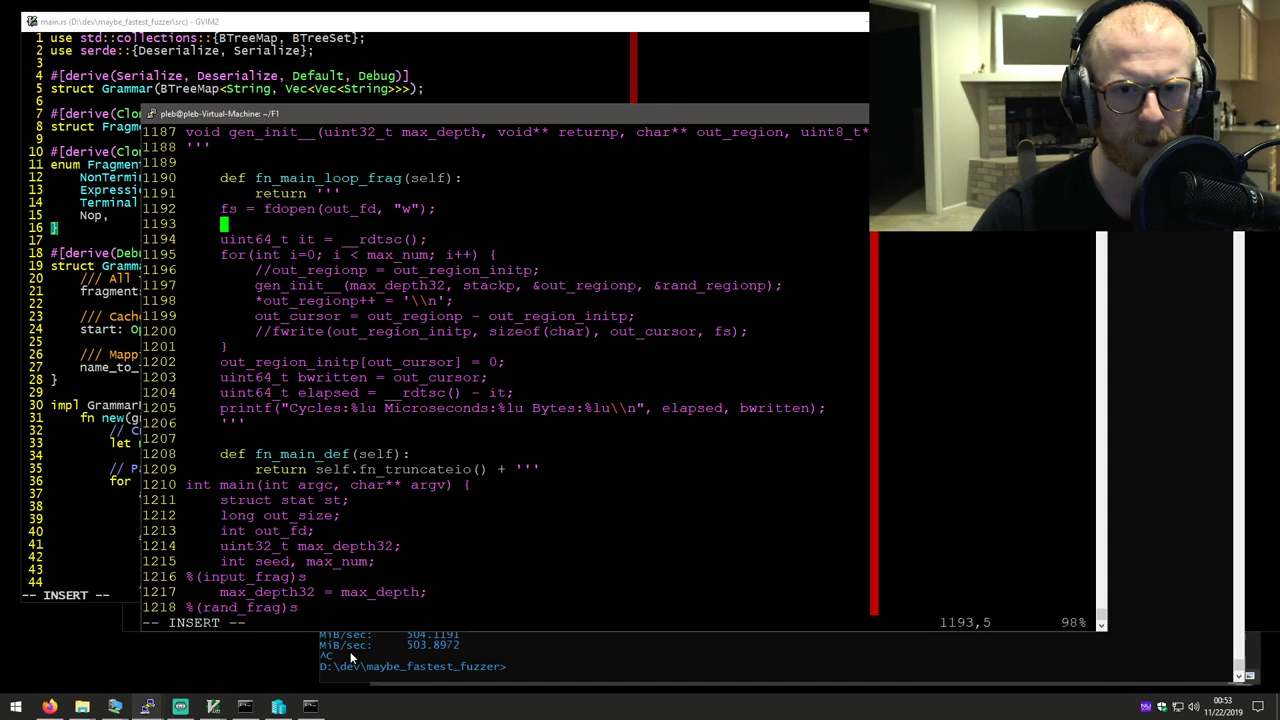 main.rs (D:\dev\maybe_fastest_fuzzer\src) - GVIM2
1 use std::collections::{BTreeMap, BTreeSet};
2 use serde::{Deserialize, Serialize};
3
4 #[derive(Serialize, Deserialize, Default, Debug)]
5 struct Grammar(BTreeMap<String, Vec<Vec<String>>>);
6
7 #[derive(Clo
8 struct Fragm
9
10 #[derive(Clo
11 enum Fragmen
12 NonTermi
13 Expressi
14 Terminal
15 Nop,
16 }
17
18 #[derive(Deb
19 struct Gramm
20 /// All
21 fragment
22
23 /// Cach
24 start: Op
25
26 /// Mapp
27 name_to_
28 }
29
30 impl Grammar
31 fn new(g
32 // C
33 let
34
35 // P
36 for
37
38
39
40
41
42
43
44
-- INSERT --
pleb@pleb-Virtual-Machine: ~/F1
1187 void gen_init__(uint32_t max_depth, void** returnp, char** out_region, uint8_t*
1188 '''
1189
1190 def fn_main_loop_frag(self):
1191 return '''
1192 fs = fdopen(out_fd, "w");
1193
1194 uint64_t it = __rdtsc();
1195 for(int i=0; i < max_num; i++) {
1196 //out_regionp = out_region_initp;
1197 gen_init__(max_depth32, stackp, &out_regionp, &rand_regionp);
1198 *out_regionp++ = '\\n';
1199 out_cursor = out_regionp - out_region_initp;
1200 //fwrite(out_region_initp, sizeof(char), out_cursor, fs);
1201 }
1202 out_region_initp[out_cursor] = 0;
1203 uint64_t bwritten = out_cursor;
1204 uint64_t elapsed = __rdtsc() - it;
1205 printf("Cycles:%lu Microseconds:%lu Bytes:%lu\\n", elapsed, bwritten);
1206 '''
1207
1208 def fn_main_def(self):
1209 return self.fn_truncateio() + '''
1210 int main(int argc, char** argv) {
1211 struct stat st;
1212 long out_size;
1213 int out_fd;
1214 uint32_t max_depth32;
1215 int seed, max_num;
1216 %(input_frag)s
1217 max_depth32 = max_depth;
1218 %(rand_frag)s
-- INSERT -- 1193,5 98%
MiB/sec: 504.1191
MiB/sec: 503.8972
^C
D:\dev\maybe_fastest_fuzzer>
00:53
11/22/2019